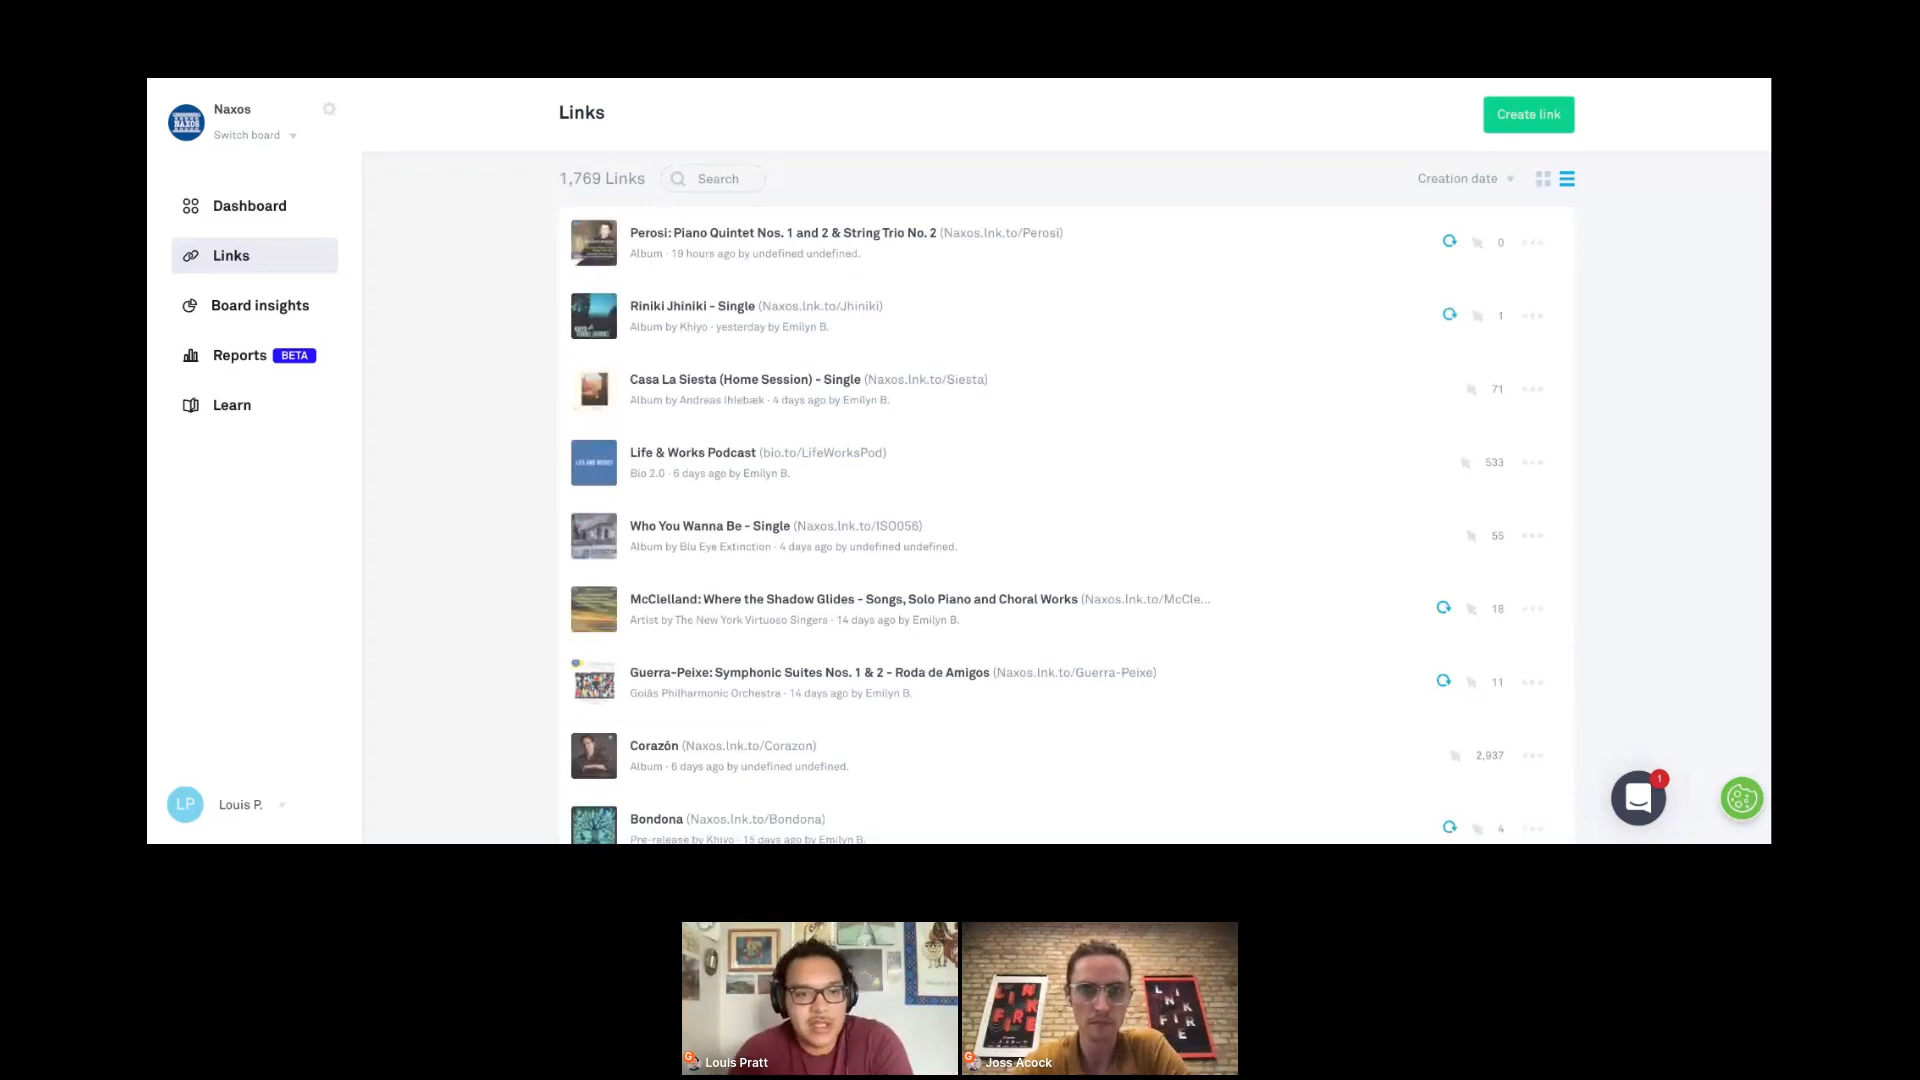 NAXOS
Naxos
Switch board
Dashboard
Links
Board insights
Reports BETA
Learn
LP Louis P.
Links
Create link
1,769 Links
Search
Creation date
Perosi: Piano Quintet Nos. 1 and 2 & String Trio No. 2 (Naxos.lnk.to/Perosi)
Album · 19 hours ago by undefined undefined.
0
Riniki Jhiniki - Single (Naxos.lnk.to/Jhiniki)
Album by Khiyo · yesterday by Emilyn B.
1
Casa La Siesta (Home Session) - Single (Naxos.lnk.to/Siesta)
Album by Andreas Ihlebæk · 4 days ago by Emilyn B.
71
LIFE AND WORKS
Life & Works Podcast (bio.to/LifeWorksPod)
Bio 2.0 · 6 days ago by Emilyn B.
533
Who You Wanna Be - Single (Naxos.lnk.to/ISO056)
Album by Blu Eye Extinction · 4 days ago by undefined undefined.
55
McClelland: Where the Shadow Glides - Songs, Solo Piano and Choral Works (Naxos.lnk.to/McCle...
Artist by The New York Virtuoso Singers · 14 days ago by Emilyn B.
18
Guerra-Peixe: Symphonic Suites Nos. 1 & 2 - Roda de Amigos (Naxos.lnk.to/Guerra-Peixe)
Goiás Philharmonic Orchestra · 14 days ago by Emilyn B.
11
Corazón (Naxos.lnk.to/Corazon)
Album · 6 days ago by undefined undefined.
2,937
Bondona (Naxos.lnk.to/Bondona)
Pre-release by Khiyo · 15 days ago by Emilyn B.
4
1
LINKFIRE
LINKFIRE
G Louis Pratt
G Joss Acock